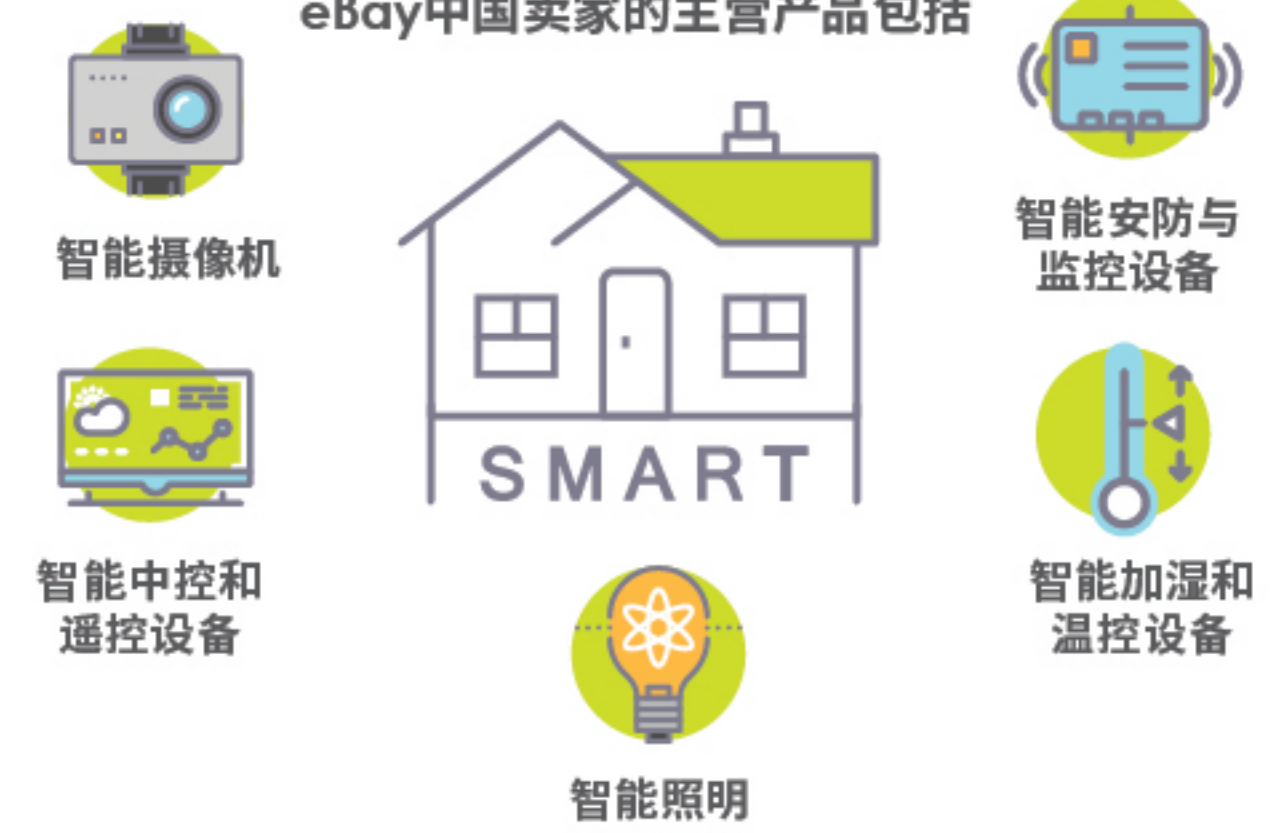 eBay中国卖家的主营产品包括
智能摄像机
智能安防与
监控设备
SMART
智能中控和
遥控设备
智能加湿和
温控设备
智能照明